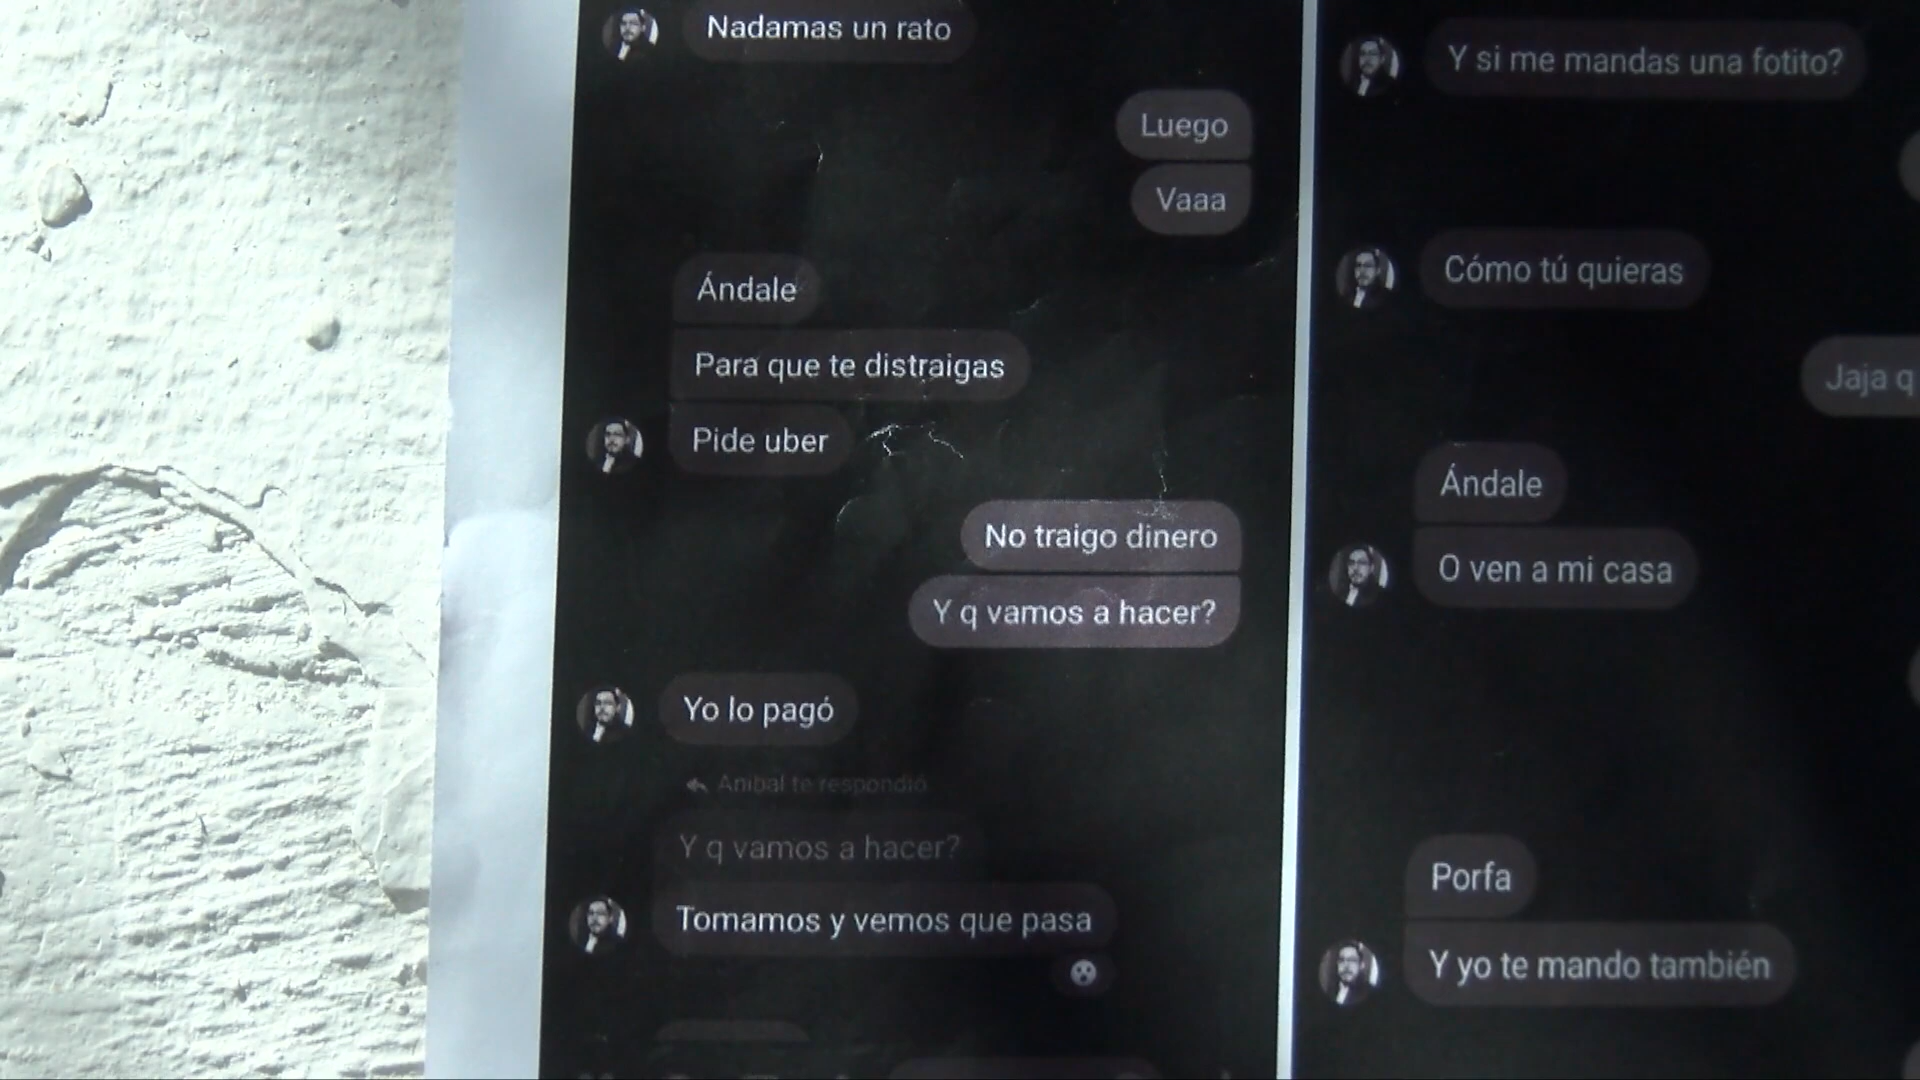 Nadamas un rato
Luego
Vaaa
Ándale
Para que te distraigas
Pide uber
No traigo dinero
Y q vamos a hacer?
Yo lo pagó
Anibal te respondió
Y q vamos a hacer?
Tomamos y vemos que pasa
Y si me mandas una fotito?
Cómo tú quieras
Jaja q
Ándale
O ven a mi casa
Porfa
Y yo te mando también